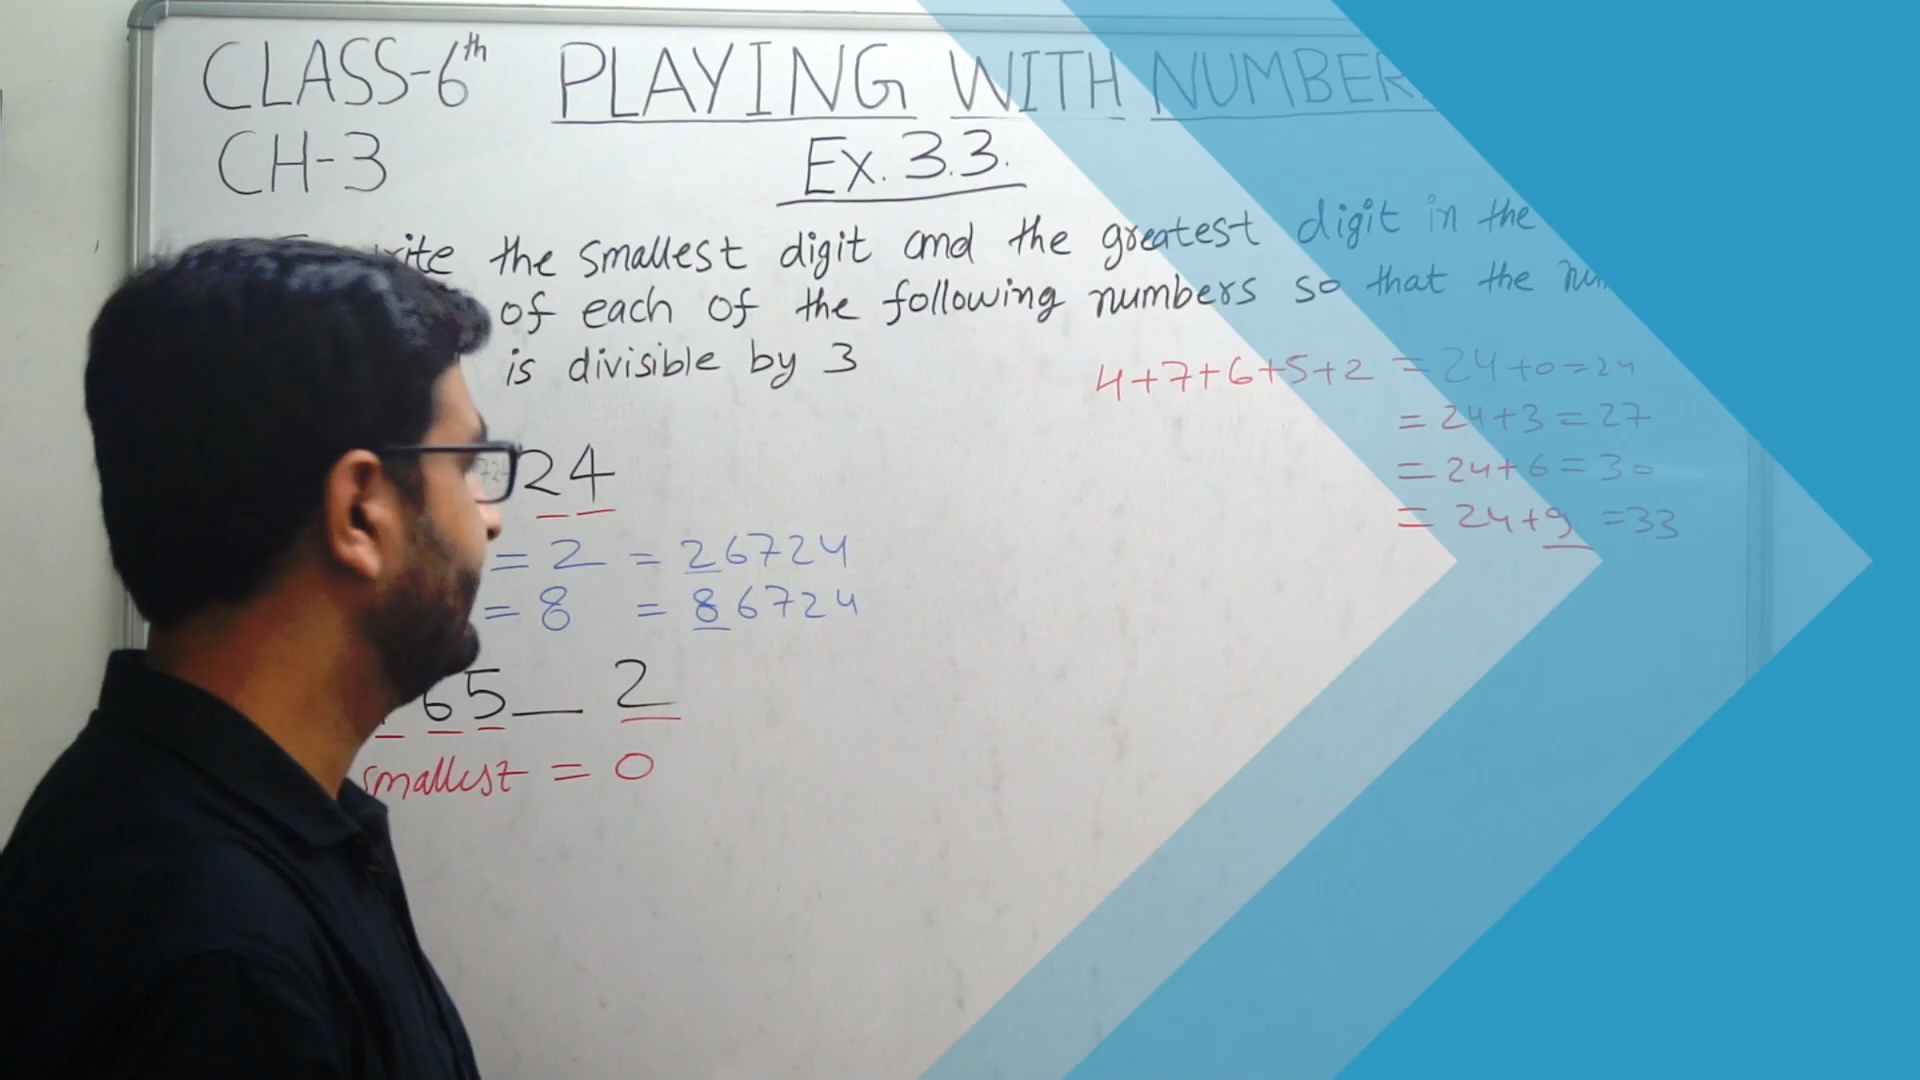 CLASS-6th PLAYING WITH NUMBER
CH-3 Ex. 3.3.
the smallest digit and the greatest digit in the
of each of the following numbers so that the
is divisible by 3
4+7+6+5+2 = 24+0=24
= 24+3 = 27
= 24+6 = 30
= 24+9 = 33
24
= 2 = 26724
= 8 = 86724
65_ 2
smallest = 0